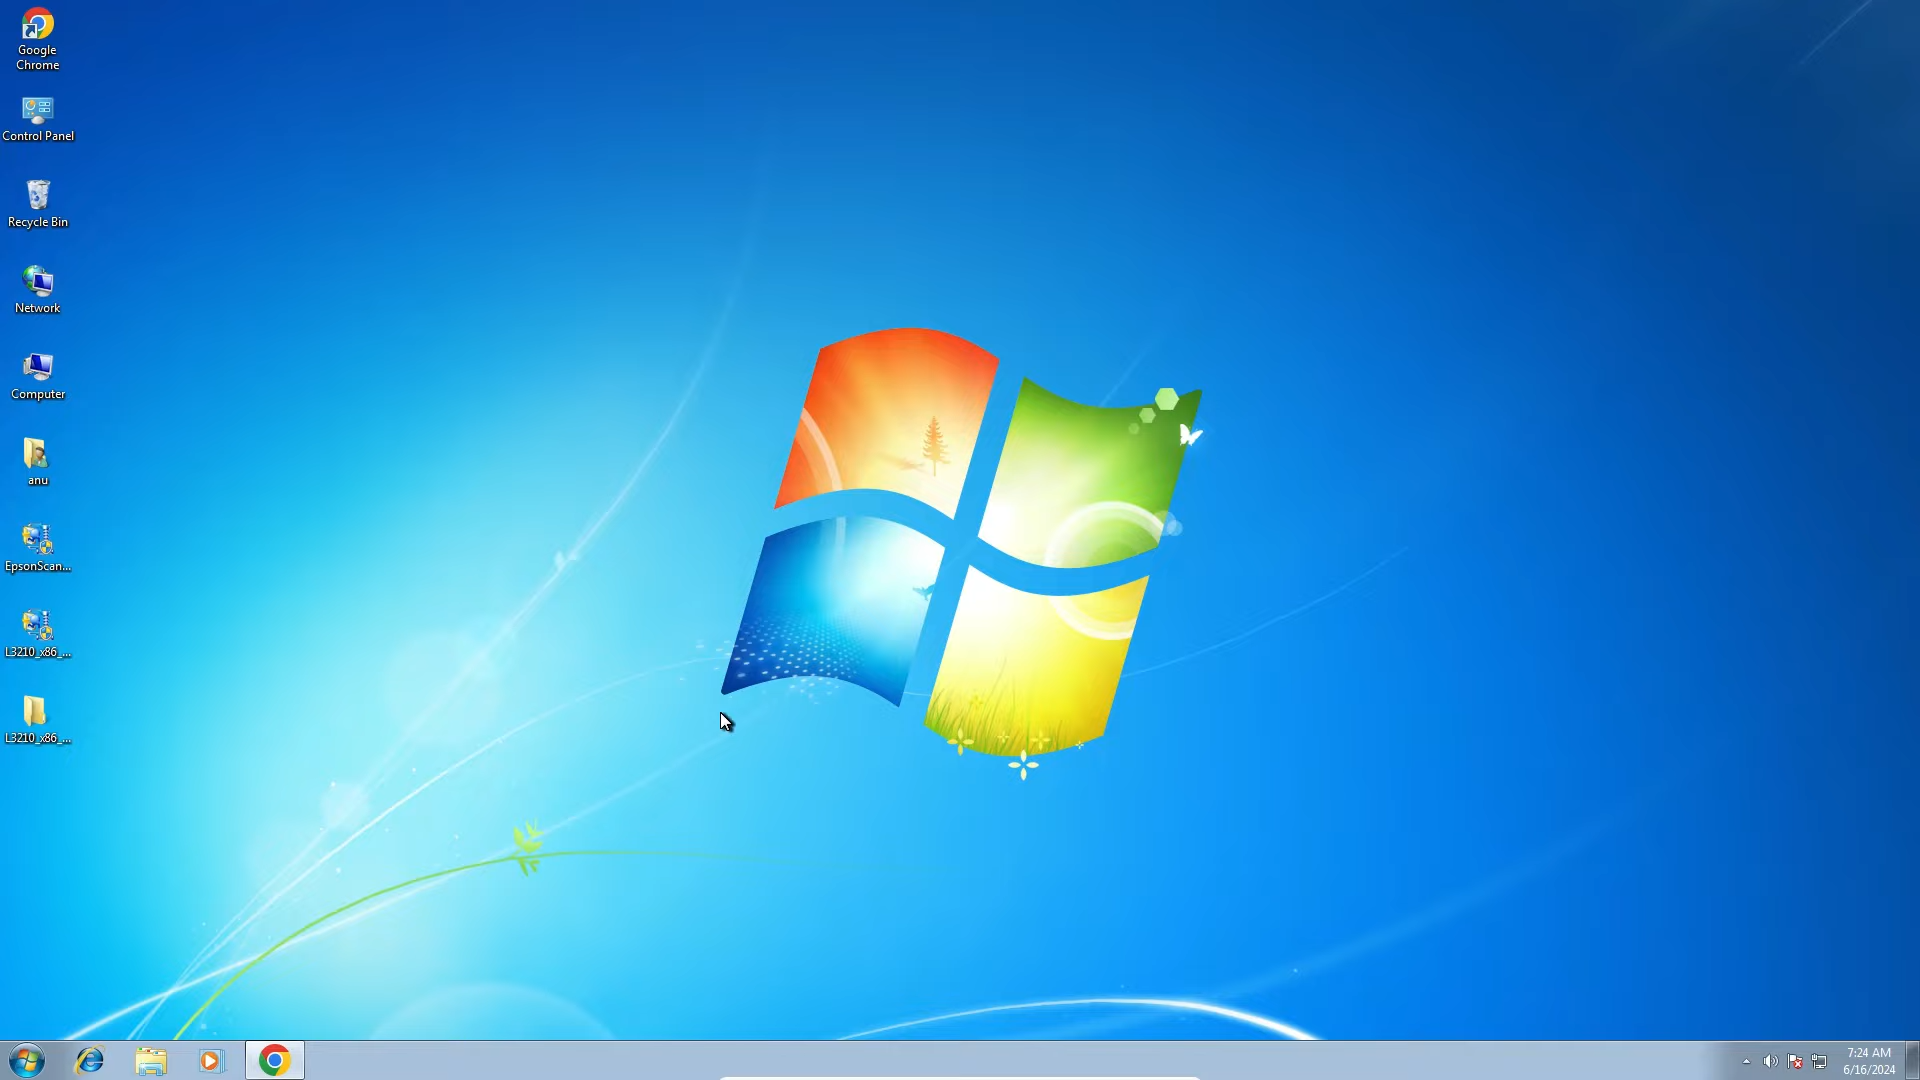 Google
Chrome
Control Panel
Recycle Bin
Network
Computer
anu
EpsonScan...
L3210_x86_...
L3210_x86_...
7:24 AM
6/16/2024